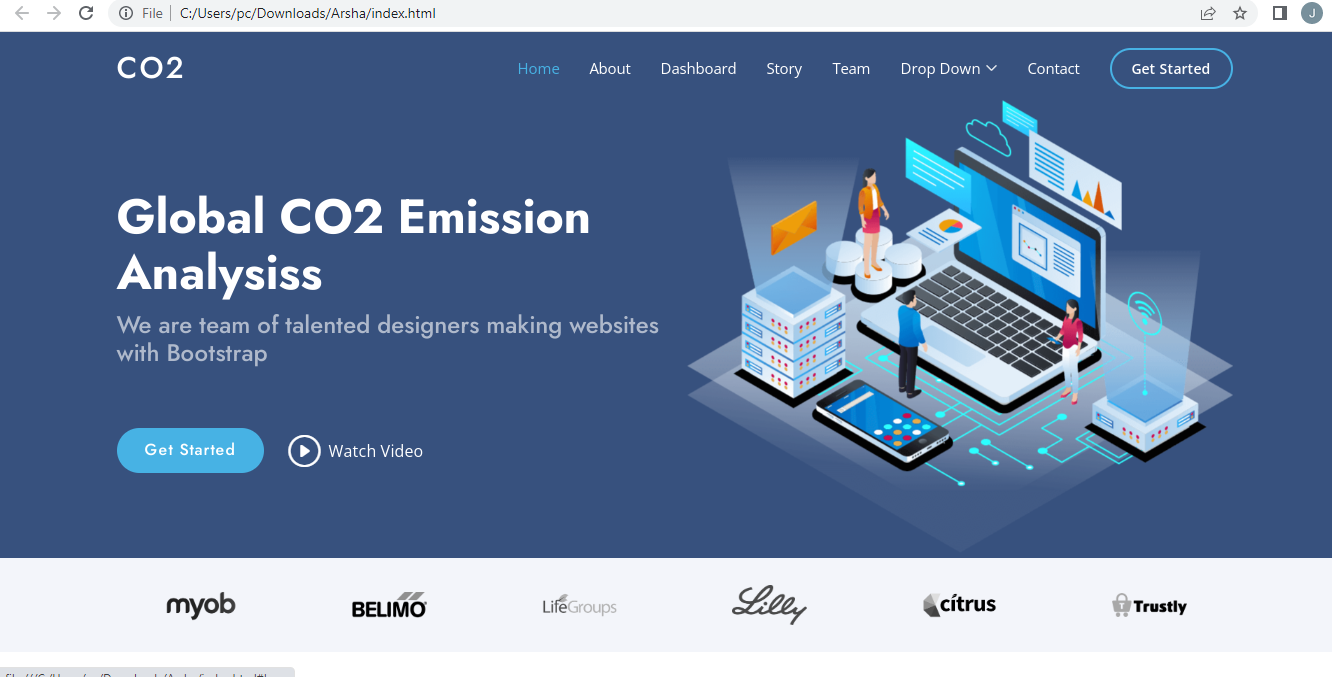 File C:/Users/pc/Downloads/Arsha/index.html
J
CO2
Home About Dashboard Story Team Drop Down Contact Get Started
Global CO2 Emission
Analysiss
We are team of talented designers making websites
with Bootstrap
Get Started Watch Video
myob BELIMO LifeGroups Lilly cítrus Trustly